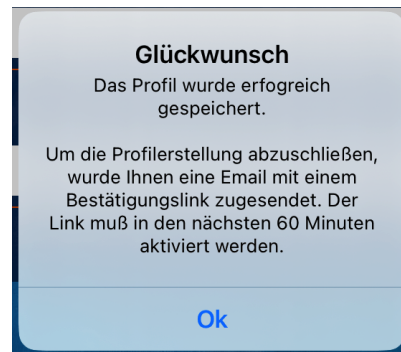 Glückwunsch
Das Profil wurde erfogreich
gespeichert.
Um die Profilerstellung abzuschließen,
wurde Ihnen eine Email mit einem
Bestätigungslink zugesendet. Der
Link muß in den nächsten 60 Minuten
aktiviert werden.
Ok